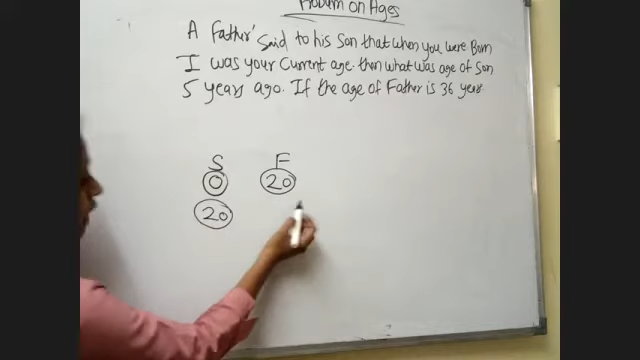 Problem on Ages
A Father' Said to his Son that when you were Born
I was your Current age. then what was age of Son
5 years ago. If the age of Father is 36 years.
S F
0 20
20